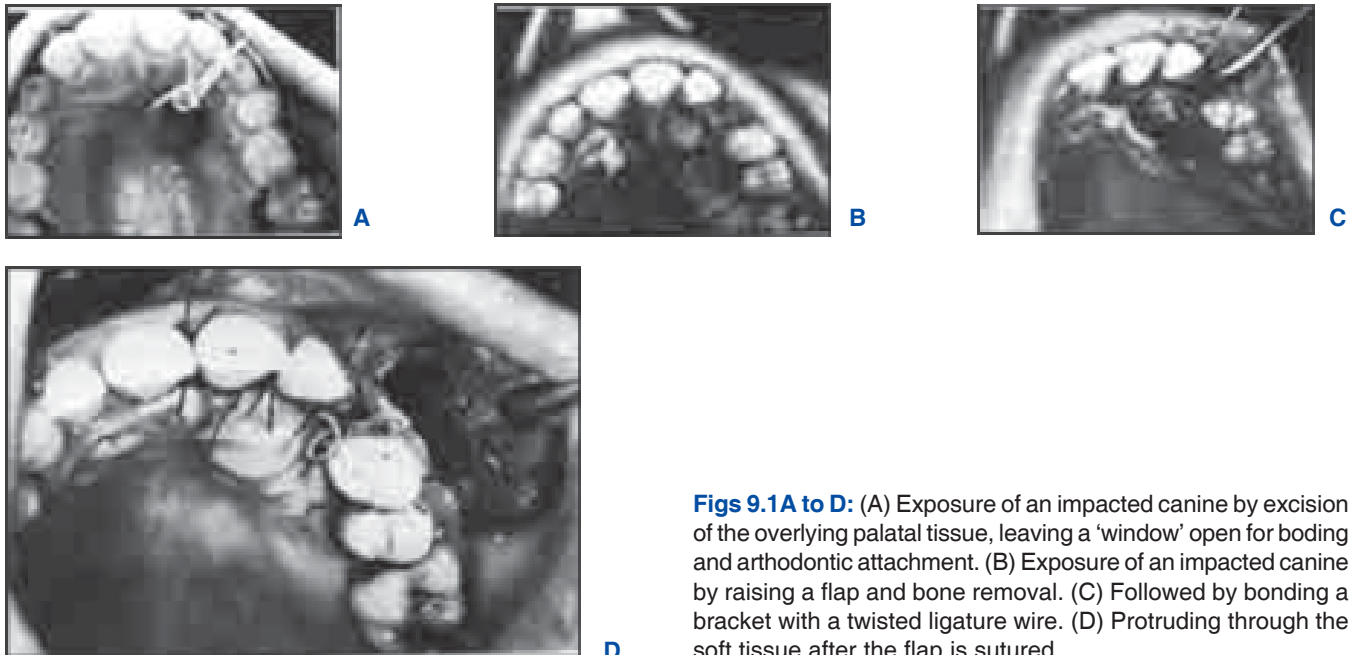 A
B
C
D
Figs 9.1A to D: (A) Exposure of an impacted canine by excision
of the overlying palatal tissue, leaving a ‘window’ open for boding
and arthodontic attachment. (B) Exposure of an impacted canine
by raising a flap and bone removal. (C) Followed by bonding a
bracket with a twisted ligature wire. (D) Protruding through the
soft tissue after the flap is sutured